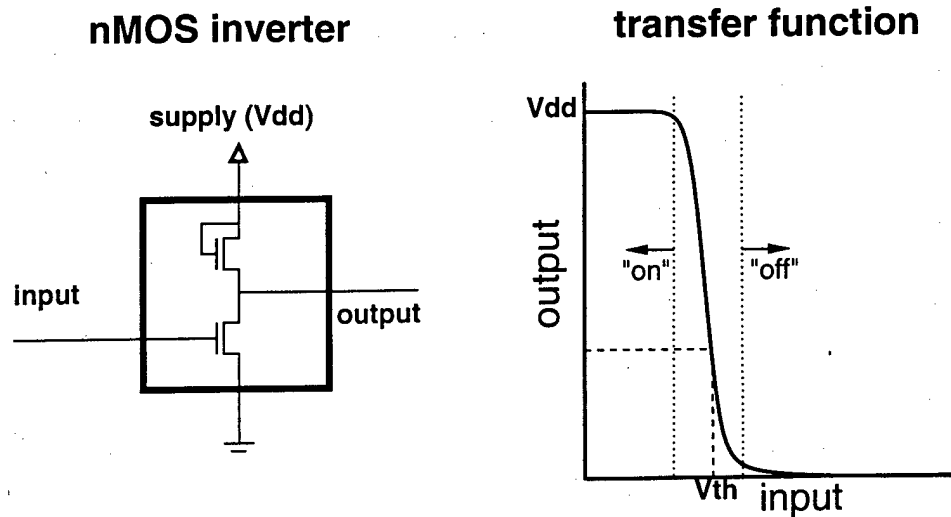 nMOS inverter
supply (Vdd)
input
output
transfer function
Vdd
output
"on"
"off"
Vth
input